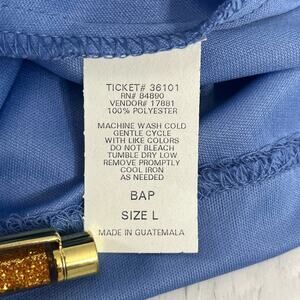 TICKET# 36101
RN# 84890
VENDOR# 17881
100% POLYESTER
MACHINE WASH COLD
GENTLE CYCLE
WITH LIKE COLORS
DO NOT BLEACH
TUMBLE DRY LOW
REMOVE PROMPTLY
COOL IRON
AS NEEDED
BAP
SIZE L
MADE IN GUATEMALA